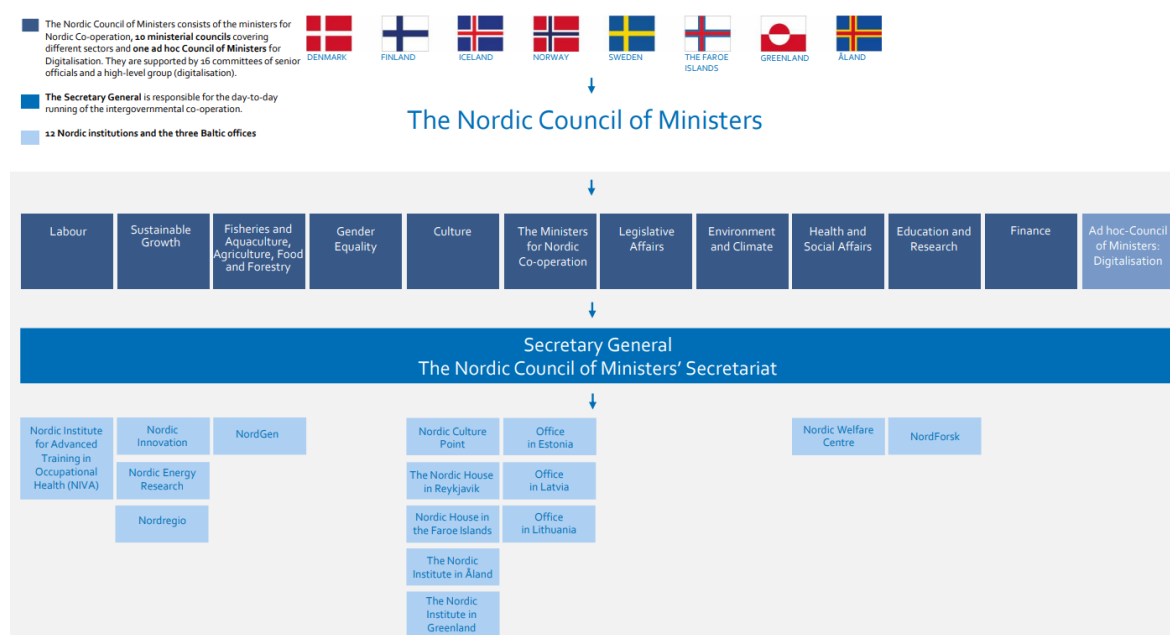 The Nordic Council of Ministers consists of the ministers for
Nordic Co-operation, 10 ministerial councils covering
different sectors and one ad hoc Council of Ministers for
Digitalisation. They are supported by 16 committees of senior
officials and a high-level group (digitalisation).
The Secretary General is responsible for the day-to-day
running of the intergovernmental co-operation.
12 Nordic institutions and the three Baltic offices
DENMARK
FINLAND
ICELAND
NORWAY
SWEDEN
THE FAROE
ISLANDS
GREENLAND
ÅLAND
The Nordic Council of Ministers
Labour
Sustainable
Growth
Fisheries and
Aquaculture,
Agriculture, Food
and Forestry
Gender
Equality
Culture
The Ministers
for Nordic
Co-operation
Legislative
Affairs
Environment
and Climate
Health and
Social Affairs
Education and
Research
Finance
Ad hoc-Council
of Ministers:
Digitalisation
Secretary General
The Nordic Council of Ministers’ Secretariat
Nordic Institute
for Advanced
Training in
Occupational
Health (NIVA)
Nordic
Innovation
Nordic Energy
Research
Nordregio
NordGen
Nordic Culture
Point
The Nordic House
in Reykjavik
Nordic House in
the Faroe Islands
The Nordic
Institute in Åland
The Nordic
Institute in
Greenland
Office
in Estonia
Office
in Latvia
Office
in Lithuania
Nordic Welfare
Centre
NordForsk